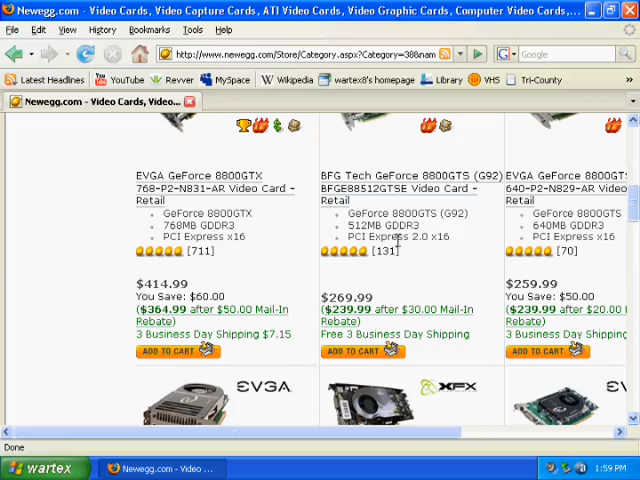 Newegg.com - Video Cards, Video Capture Cards, ATI Video Cards, Video Graphic Cards, Computer Video Cards,...
File Edit View History Bookmarks Tools Help
http://www.newegg.com/Store/Category.aspx?Category=38&nam
Google
Latest Headlines YouTube Revver MySpace Wikipedia wartex8's homepage Library VHS Tri-County
Newegg.com - Video Cards, Video...
EVGA GeForce 8800GTX
768-P2-N831-AR Video Card -
Retail
GeForce 8800GTX
768MB GDDR3
PCI Express x16
[711]
$414.99
You Save: $60.00
($364.99 after $50.00 Mail-In
Rebate)
3 Business Day Shipping $7.15
ADD TO CART
BFG Tech GeForce 8800GTS (G92)
BFGE88512GTSE Video Card -
Retail
GeForce 8800GTS (G92)
512MB GDDR3
PCI Express 2.0 x16
[131]
$269.99
($239.99 after $30.00 Mail-In
Rebate)
Free 3 Business Day Shipping
ADD TO CART
EVGA GeForce 8800GTS
640-P2-N829-AR Video
Retail
GeForce 8800GTS
640MB GDDR3
PCI Express x16
[70]
$259.99
($239.99 after $20.00
Rebate)
3 Business Day Shipping
ADD TO CART
EVGA
XFX
Done
wartex
Newegg.com - Video ...
1:59 PM